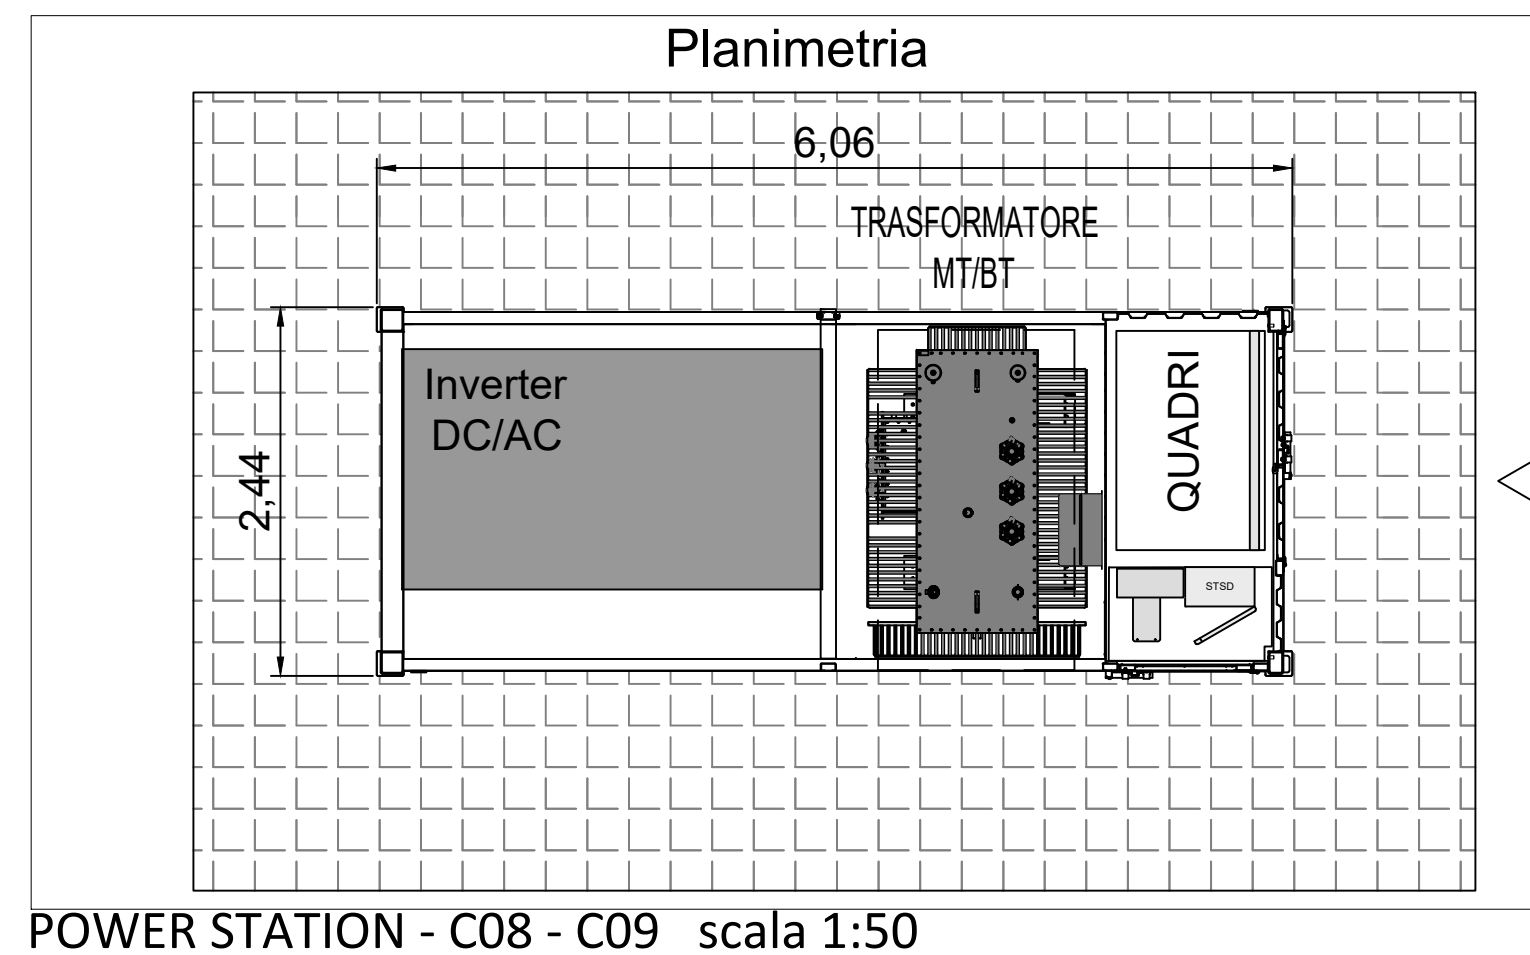 Planimetria
6,06
TRASFORMATORE
MT/BT
Inverter
DC/AC
QUADRI
2,44
STSD
POWER STATION - C08 - C09 scala 1:50